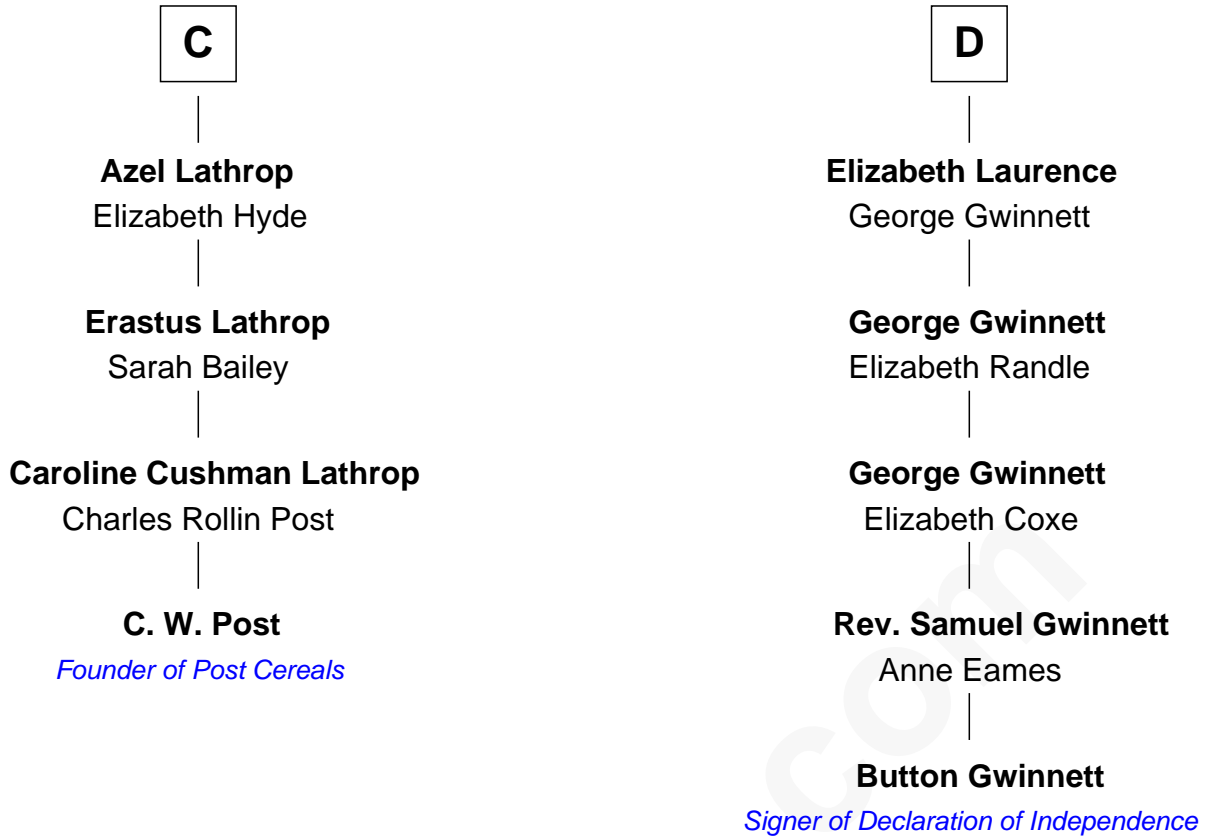 C
Azel Lathrop
Elizabeth Hyde
Erastus Lathrop
Sarah Bailey
Caroline Cushman Lathrop
Charles Rollin Post
C. W. Post
Founder of Post Cereals
D
Elizabeth Laurence
George Gwinnett
George Gwinnett
Elizabeth Randle
George Gwinnett
Elizabeth Coxe
Rev. Samuel Gwinnett
Anne Eames
Button Gwinnett
Signer of Declaration of Independence
com